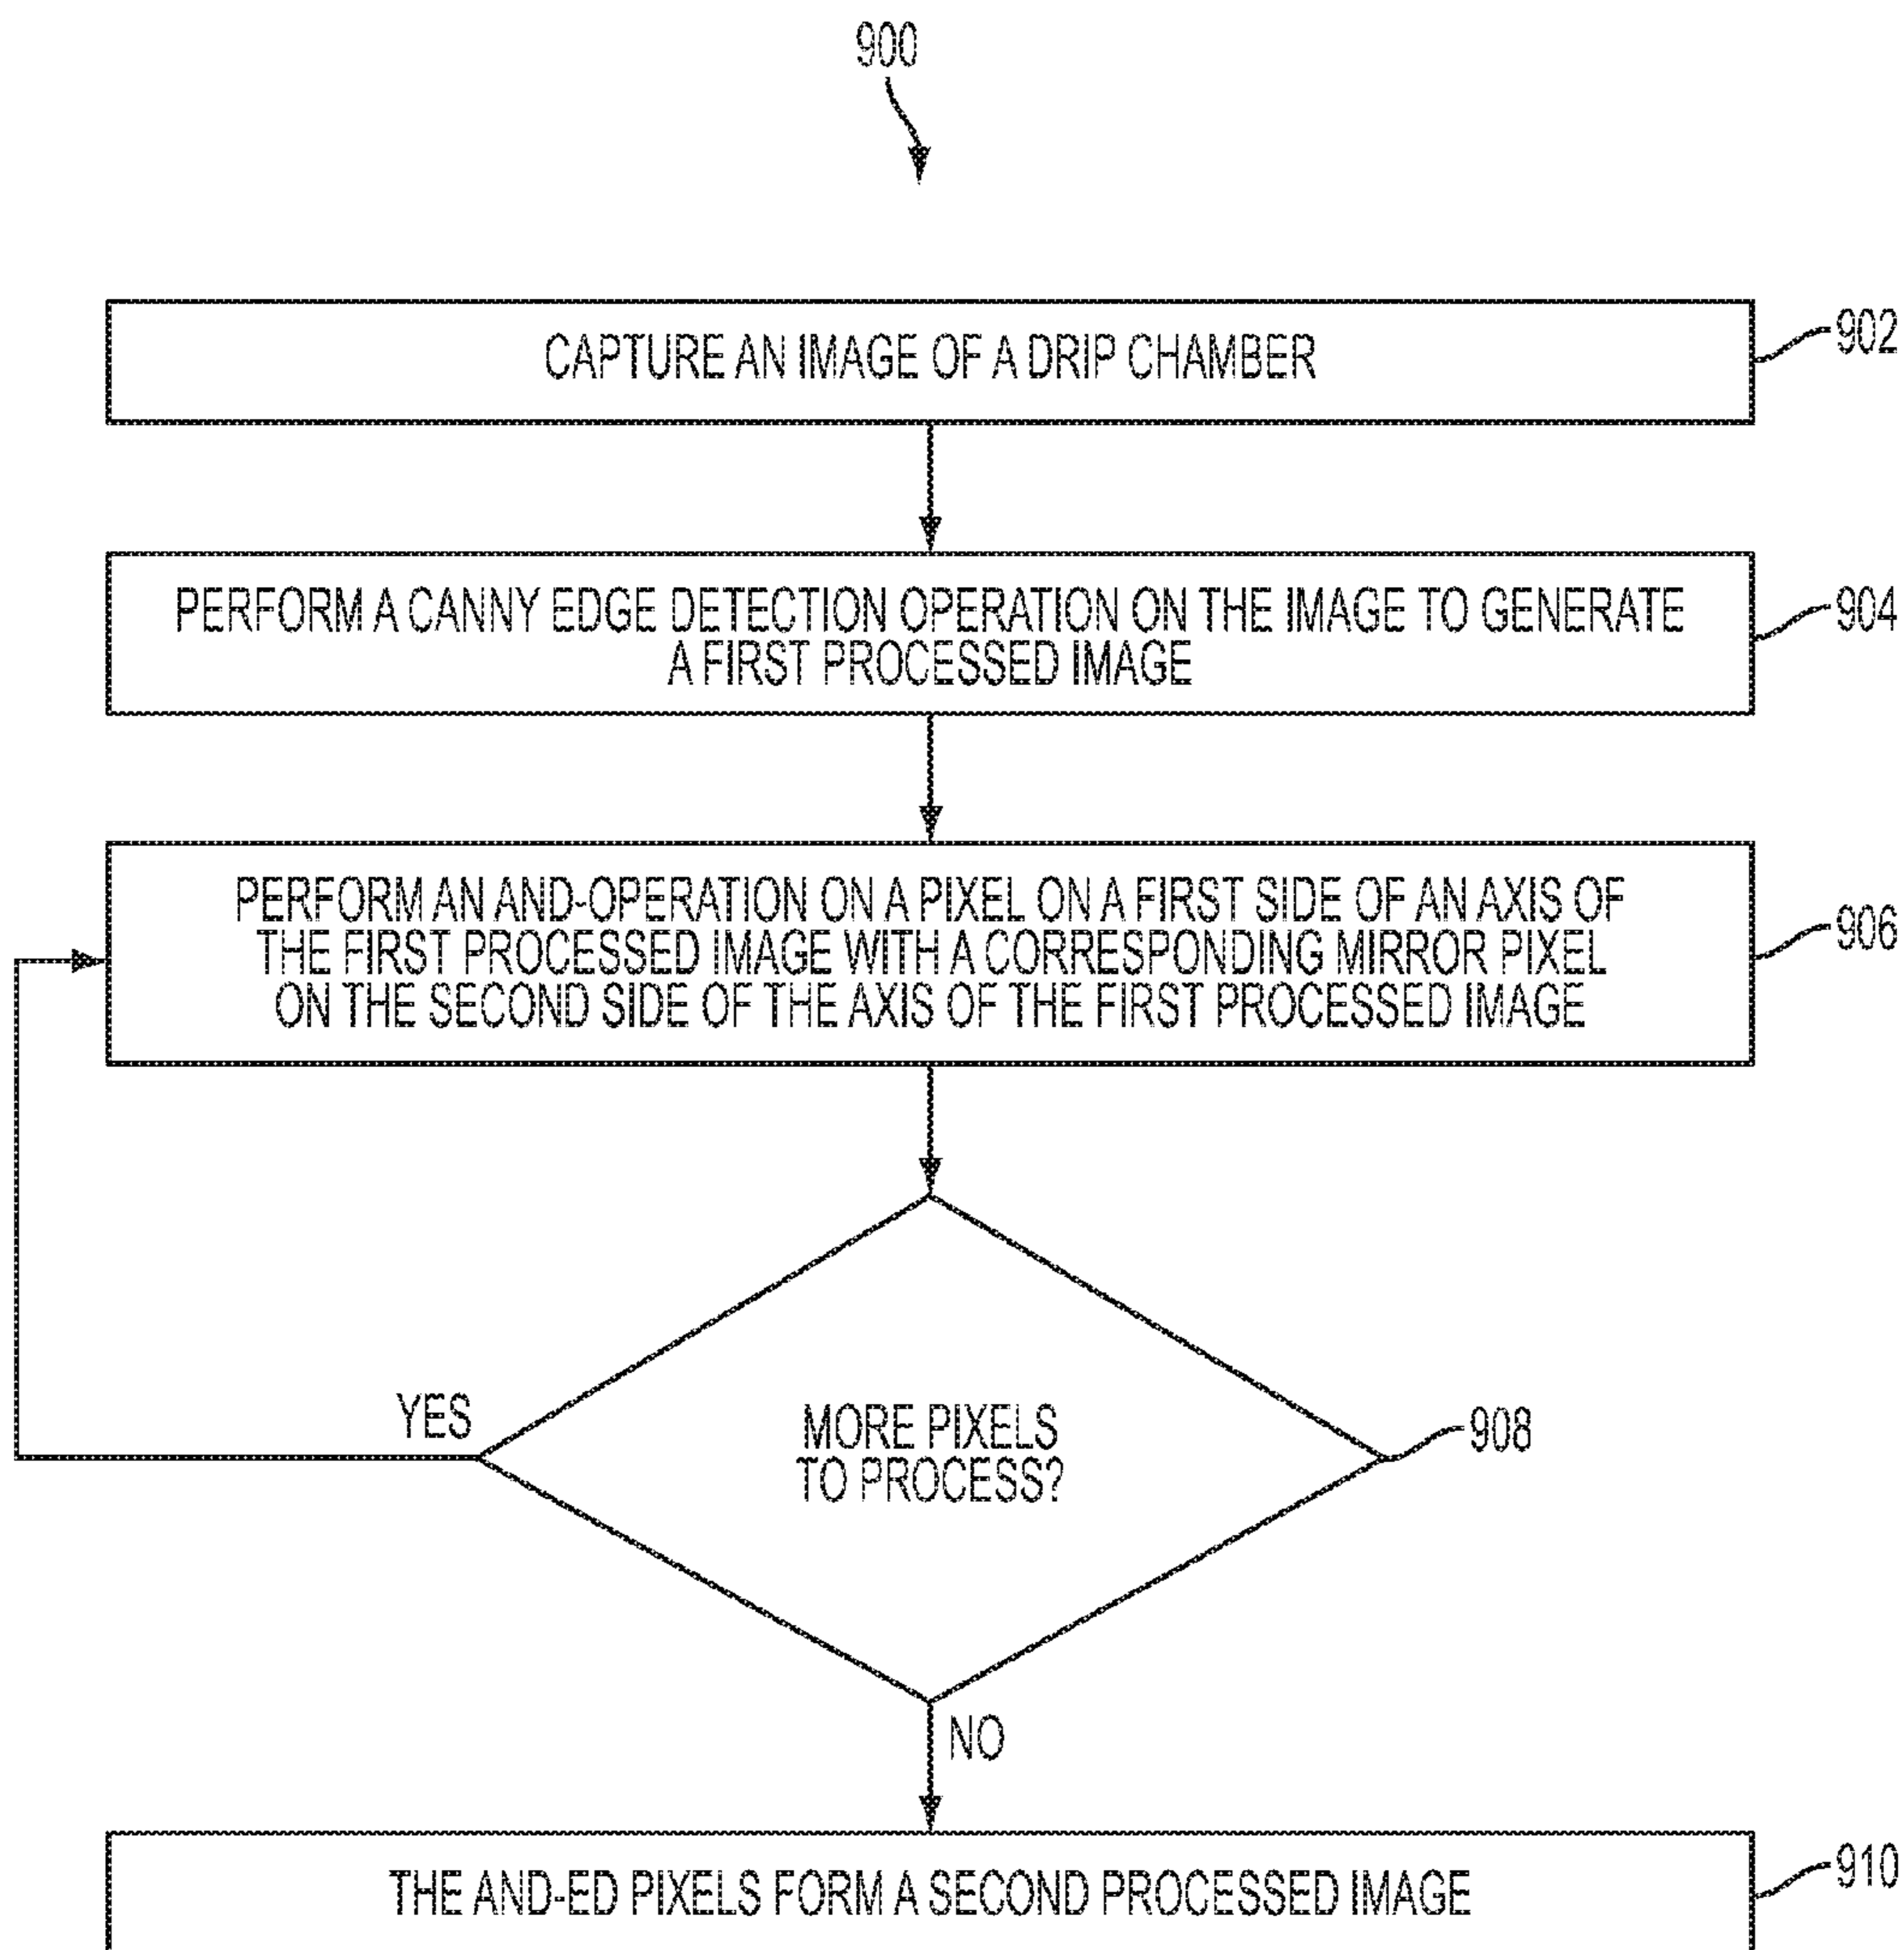 900
CAPTURE AN IMAGE OF A DRIP CHAMBER
902
PERFORM A CANNY EDGE DETECTION OPERATION ON THE IMAGE TO GENERATE
A FIRST PROCESSED IMAGE
904
PERFORM AN AND-OPERATION ON A PIXEL ON A FIRST SIDE OF AN AXIS OF
THE FIRST PROCESSED IMAGE WITH A CORRESPONDING MIRROR PIXEL
ON THE SECOND SIDE OF THE AXIS OF THE FIRST PROCESSED IMAGE
906
YES
MORE PIXELS
TO PROCESS?
908
NO
THE AND-ED PIXELS FORM A SECOND PROCESSED IMAGE
910